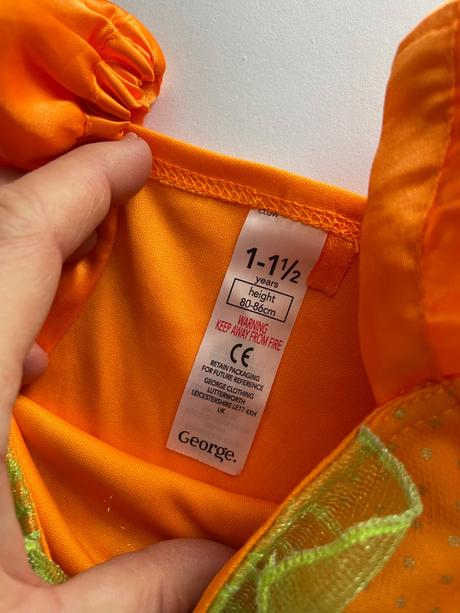 1-1½
years
height
80-86cm
WARNING
KEEP AWAY FROM FIRE
CE
RETAIN PACKAGING
FOR FUTURE REFERENCE
GEORGE CLOTHING
LUTTERWORTH
LEICESTERSHIRE LE17 4XH
UK
George.